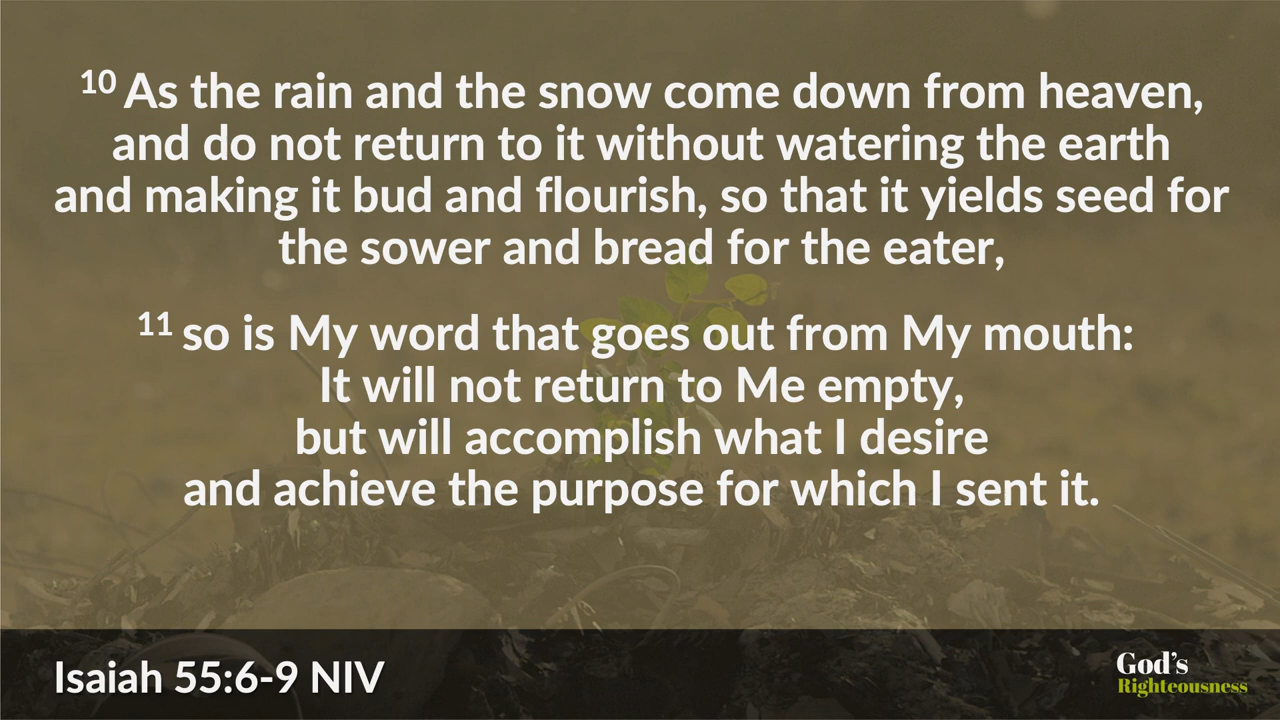 10 As the rain and the snow come down from heaven,
and do not return to it without watering the earth
and making it bud and flourish, so that it yields seed for
the sower and bread for the eater,
11 so is My word that goes out from My mouth:
It will not return to Me empty,
but will accomplish what I desire
and achieve the purpose for which I sent it.
Isaiah 55:6-9 NIV
God's
Righteousness